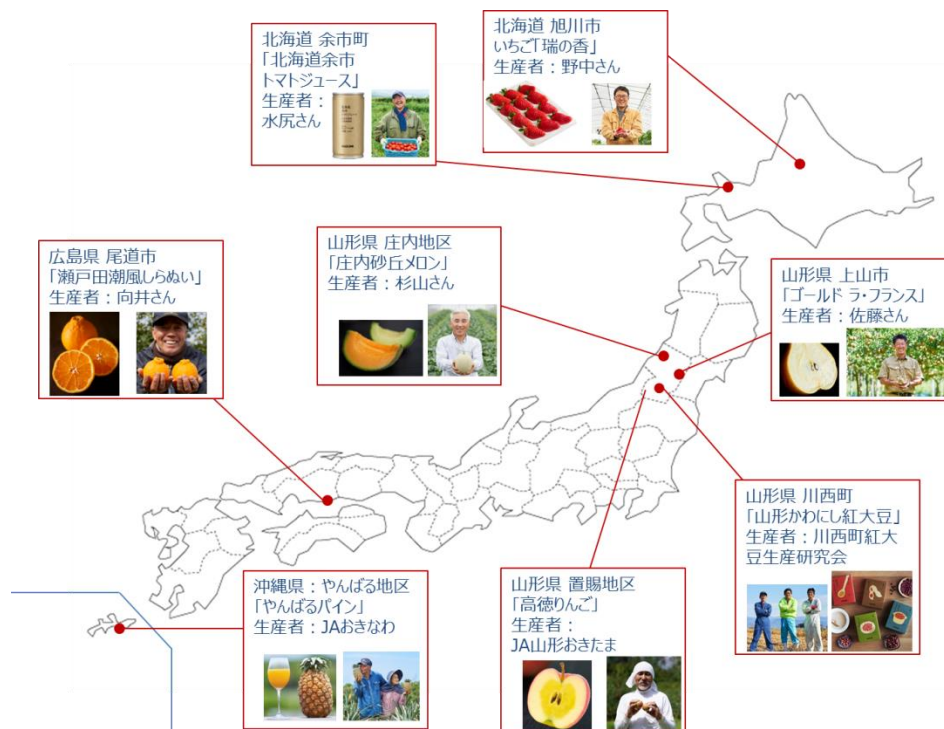 北海道 余市町
「北海道余市
トマトジュース」
生産者：
水尻さん
北海道 旭川市
いちご「瑞の香」
生産者：野中さん
広島県 尾道市
「瀬戸田潮風しらぬい」
生産者：向井さん
山形県 庄内地区
「庄内砂丘メロン」
生産者：杉山さん
山形県 上山市
「ゴールド ラ・フランス」
生産者：佐藤さん
山形県 川西町
「山形かわにし紅大豆」
生産者：川西町紅大
豆生産研究会
沖縄県：やんばる地区
「やんばるパイン」
生産者：JAおきなわ
山形県 置賜地区
「高徳りんご」
生産者：
JA山形おきたま